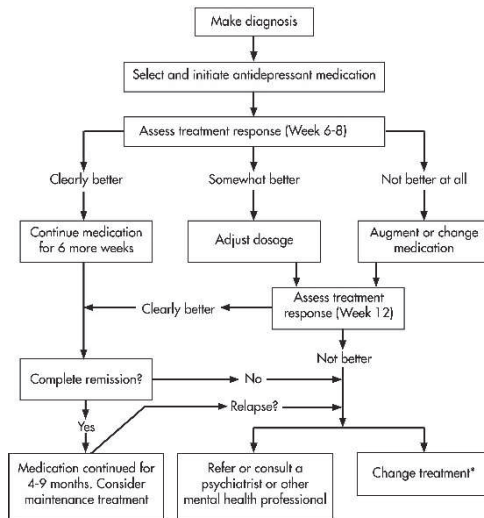 Make diagnosis
Select and initiate antidepressant medication
Assess treatment response (Week 6-8)
Clearly better
Somewhat better
Not better at all
Continue medication
for 6 more weeks
Adjust dosage
Augment or change
medication
Clearly better
Assess treatment
response (Week 12)
Not better
Complete remission?
No
Yes
Relapse?
Medication continued for
4-9 months. Consider
maintenance treatment
Refer or consult a
psychiatrist or other
mental health professional
Change treatment*